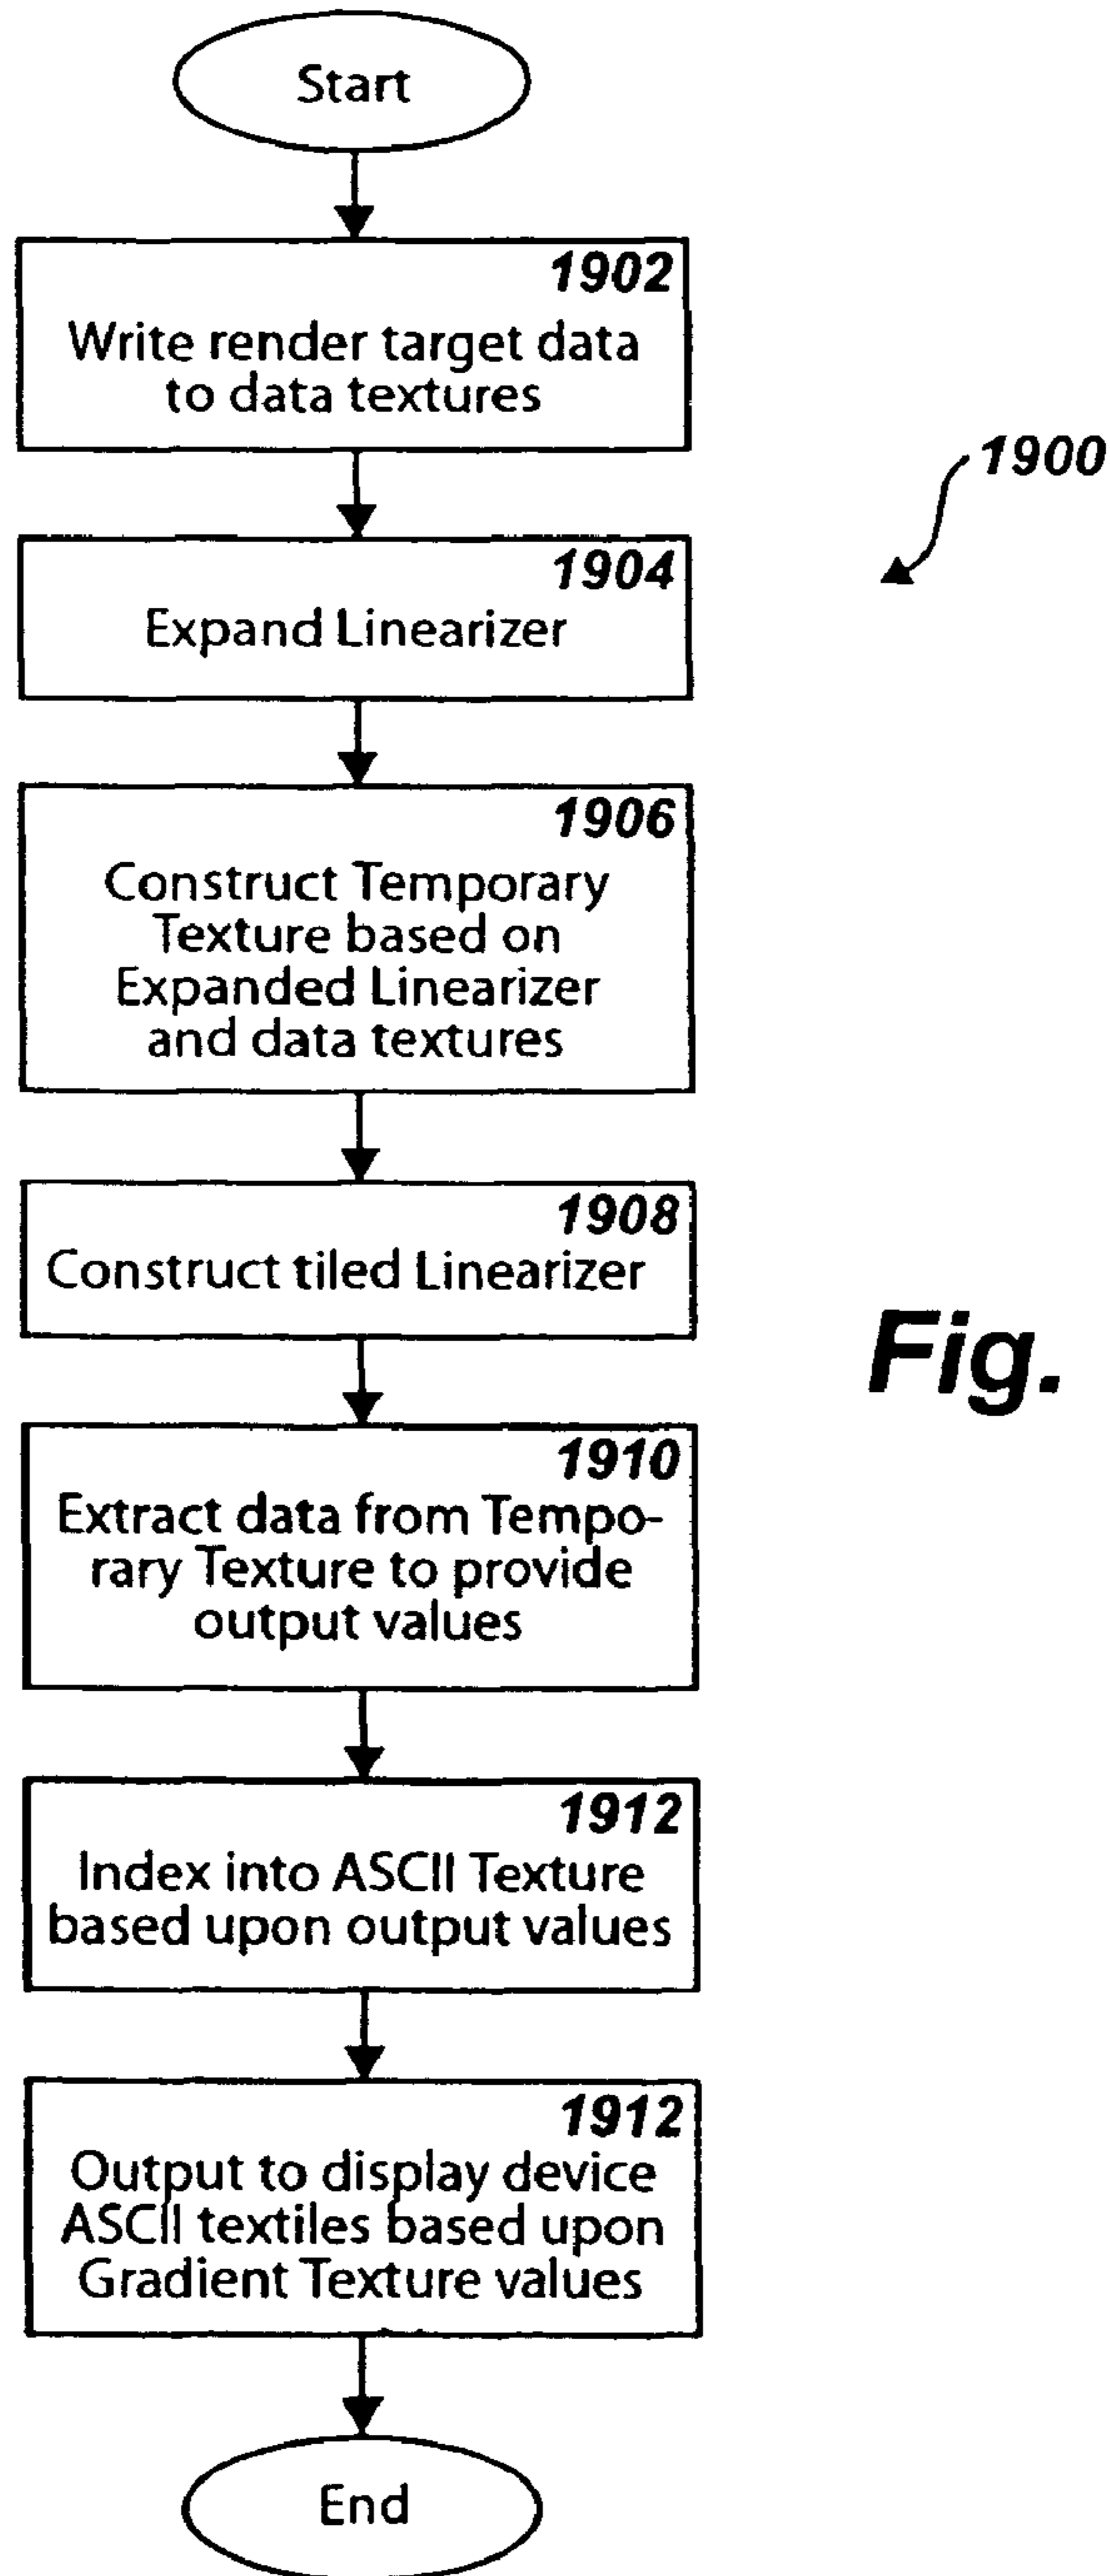 Start
1902
Write render target data
to data textures
1900
1904
Expand Linearizer
1906
Construct Temporary
Texture based on
Expanded Linearizer
and data textures
1908
Construct tiled Linearizer
Fig.
1910
Extract data from Tempo-
rary Texture to provide
output values
1912
Index into ASCII Texture
based upon output values
1912
Output to display device
ASCII textiles based upon
Gradient Texture values
End